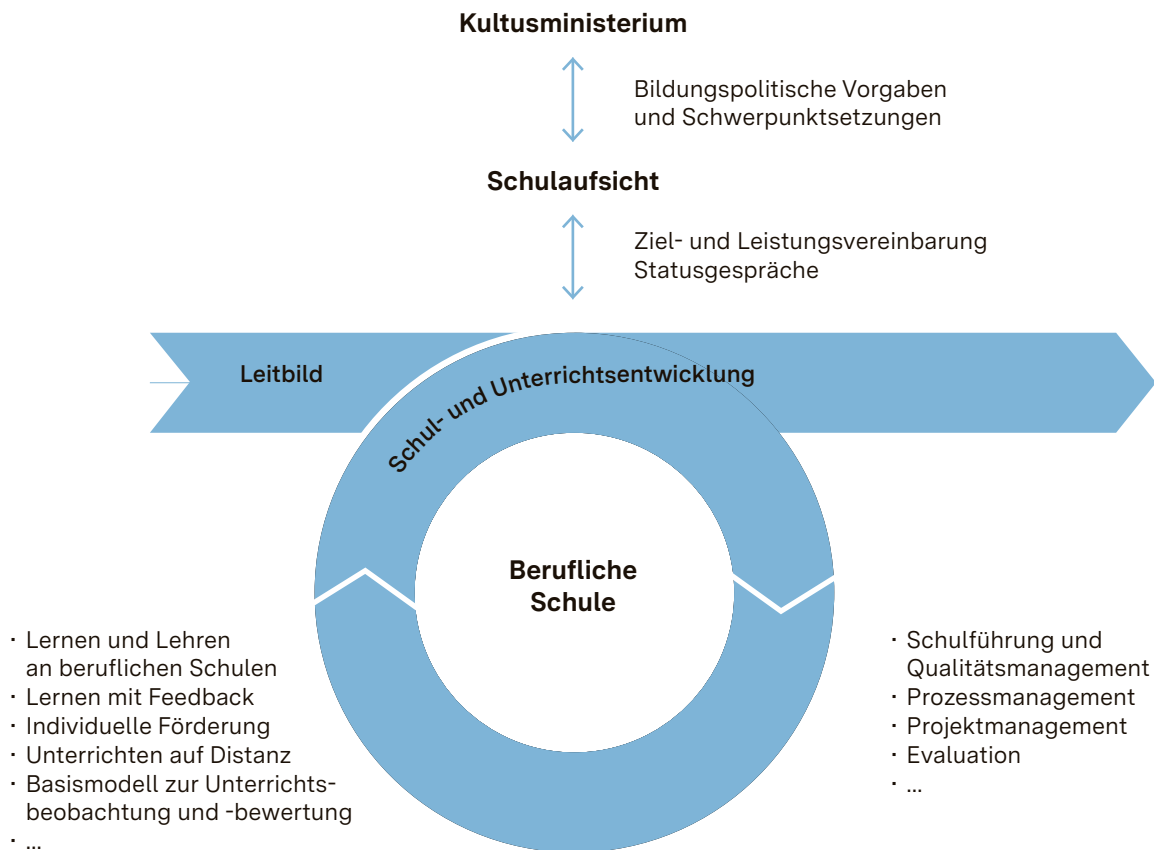 Kultusministerium
Bildungspolitische Vorgaben
und Schwerpunktsetzungen
Schulaufsicht
Ziel- und Leistungsvereinbarung
Statusgespräche
Leitbild
Schul- und Unterrichtsentwicklung
Berufliche
Schule
· Lernen und Lehren
an beruflichen Schulen
· Lernen mit Feedback
· Individuelle Förderung
· Unterrichten auf Distanz
· Basismodell zur Unterrichts-
beobachtung und -bewertung
· ...
· Schulführung und
Qualitätsmanagement
· Prozessmanagement
· Projektmanagement
· Evaluation
· ...